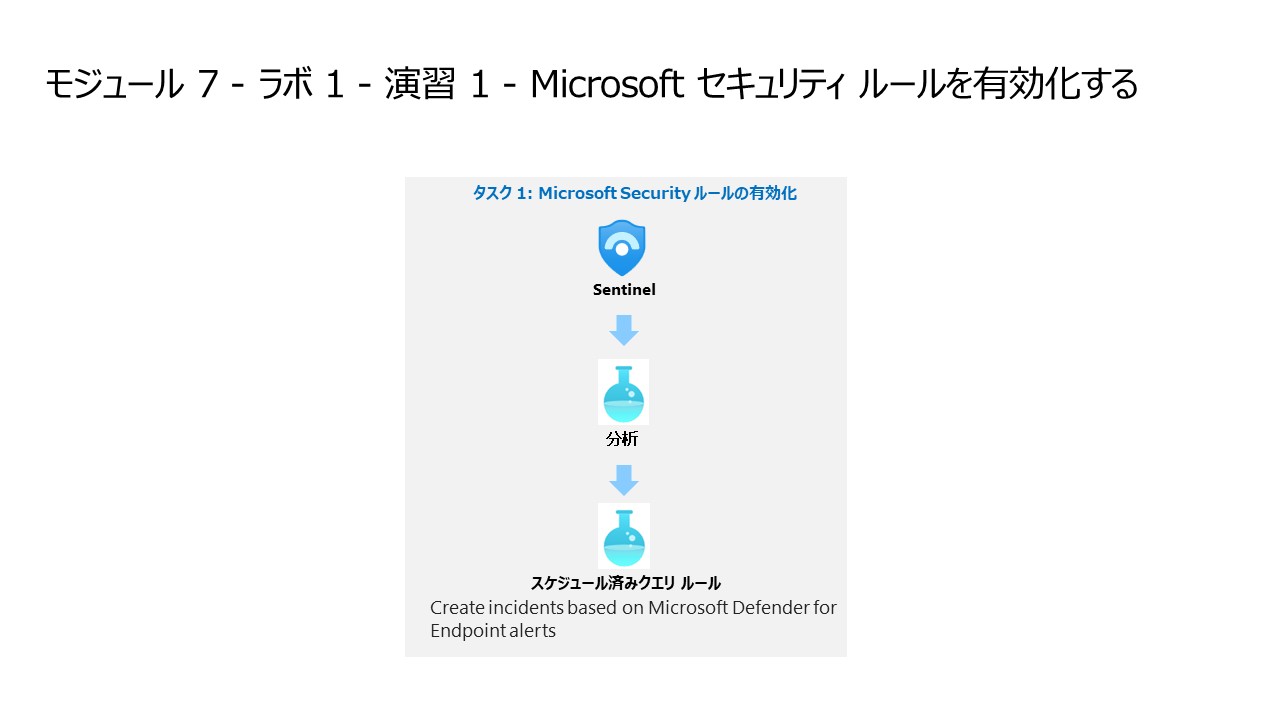 モジュール 7 - ラボ 1 - 演習 1 - Microsoft セキュリティ ルールを有効化する
タスク 1: Microsoft Security ルールの有効化
Sentinel
分析
スケジュール済みクエリ ルール
Create incidents based on Microsoft Defender for
Endpoint alerts